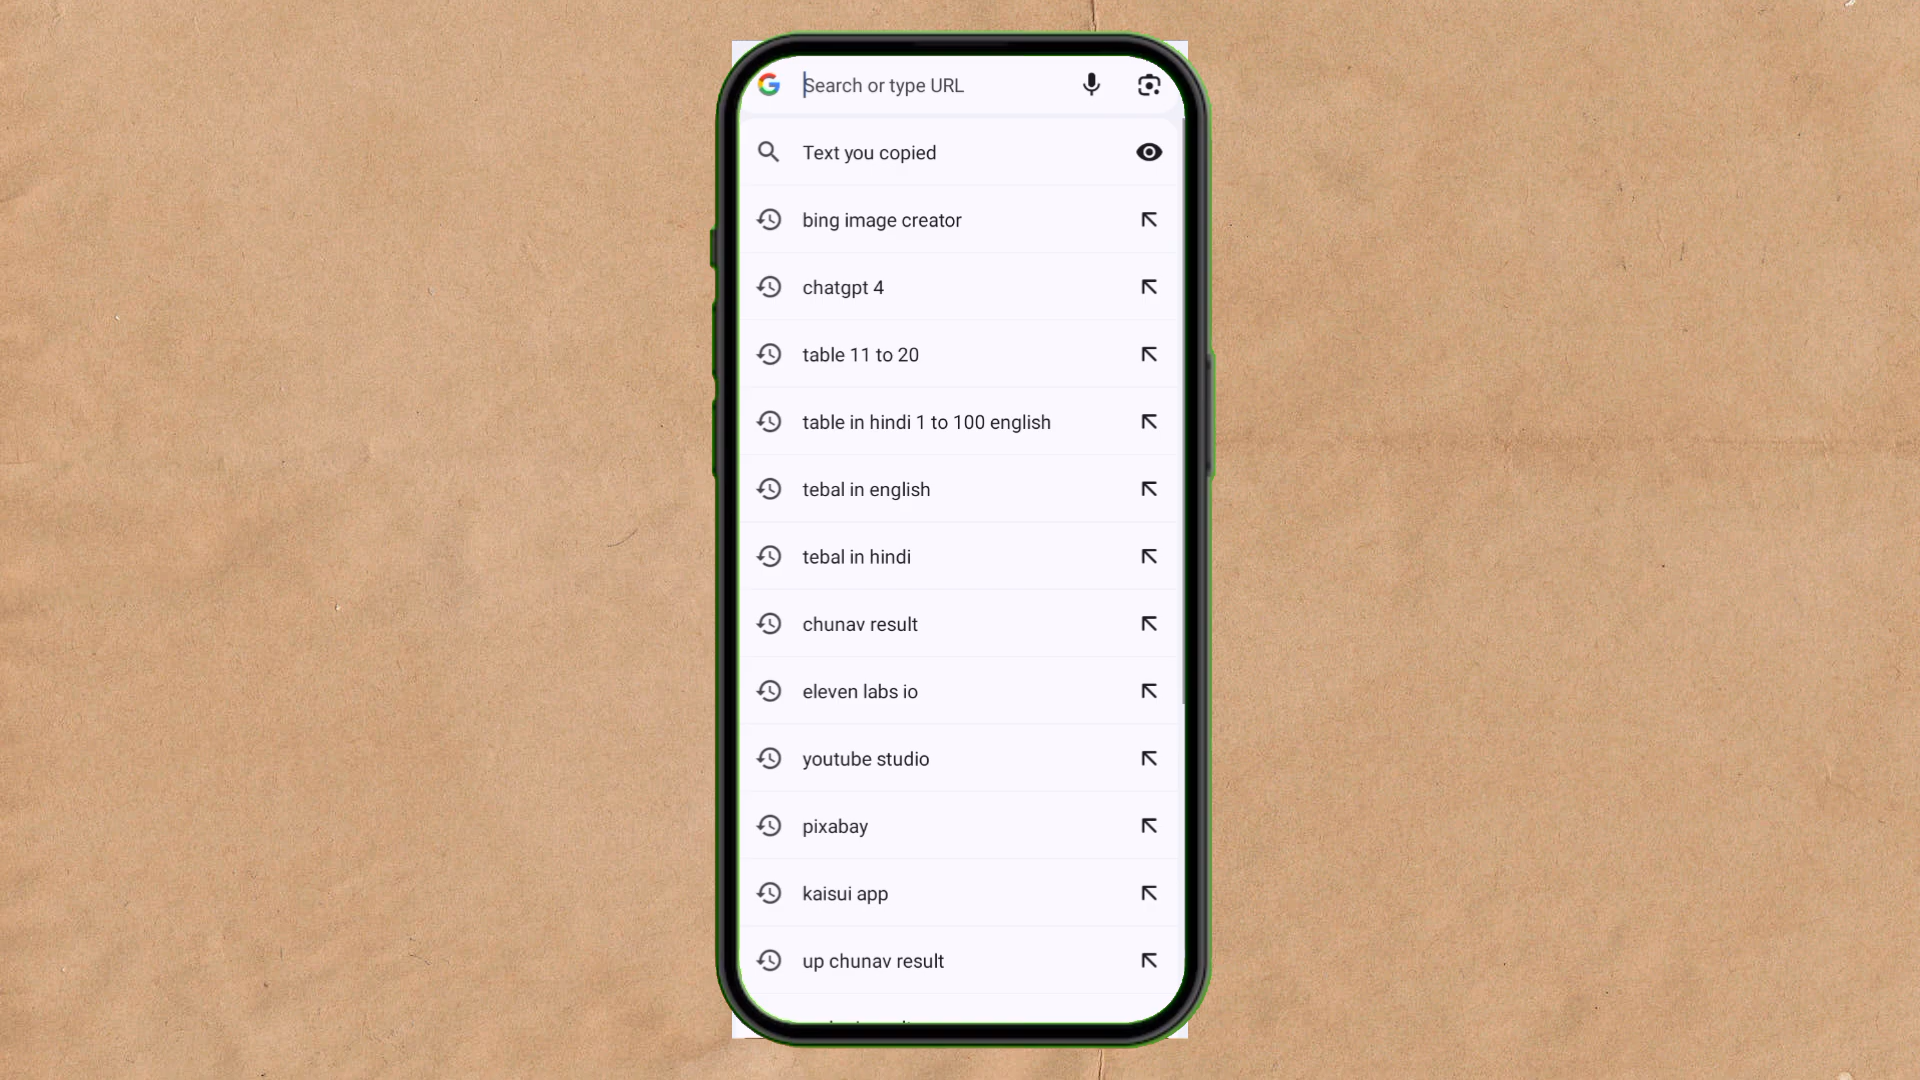 Search or type URL
Text you copied
bing image creator
chatgpt 4
table 11 to 20
table in hindi 1 to 100 english
tebal in english
tebal in hindi
chunav result
eleven labs io
youtube studio
pixabay
kaisui app
up chunav result